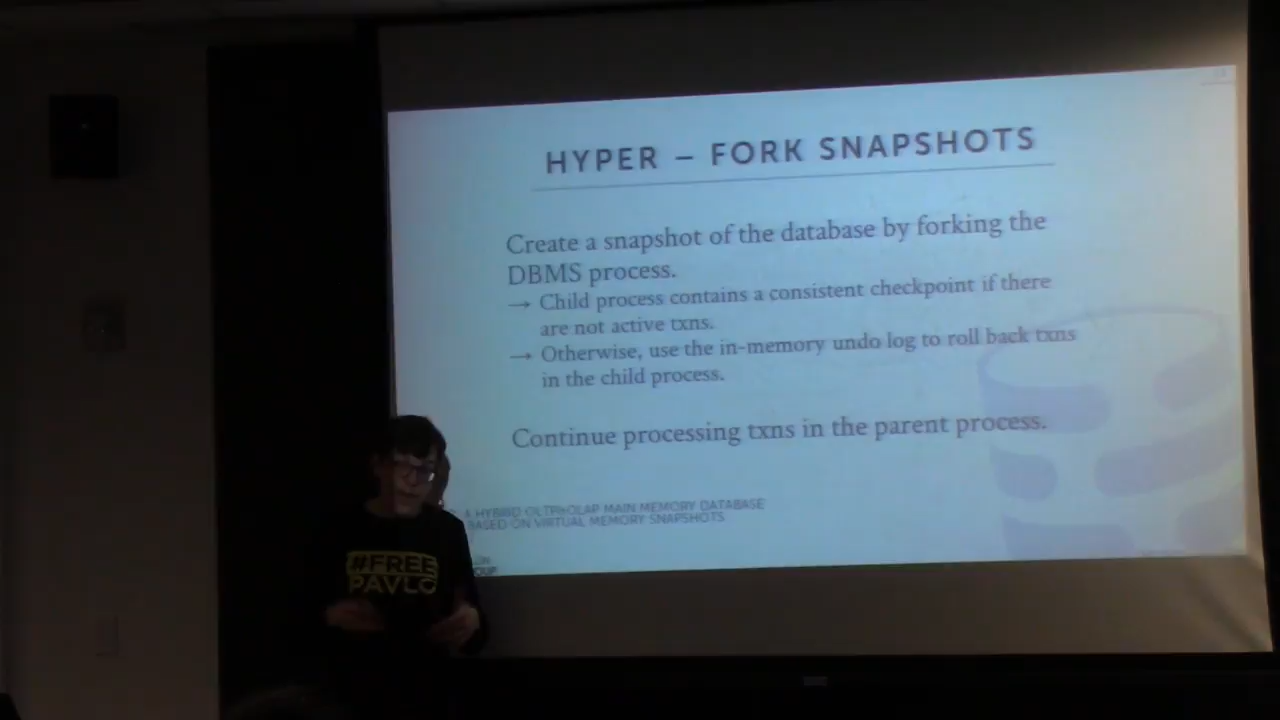 HYPER – FORK SNAPSHOTS
Create a snapshot of the database by forking the
DBMS process.
→ Child process contains a consistent checkpoint if there
are not active txns.
→ Otherwise, use the in-memory undo log to roll back txns
in the child process.
Continue processing txns in the parent process.
A HYBRID OLTP&OLAP MAIN MEMORY DATABASE
BASED ON VIRTUAL MEMORY SNAPSHOTS
#FREE
PAVLO